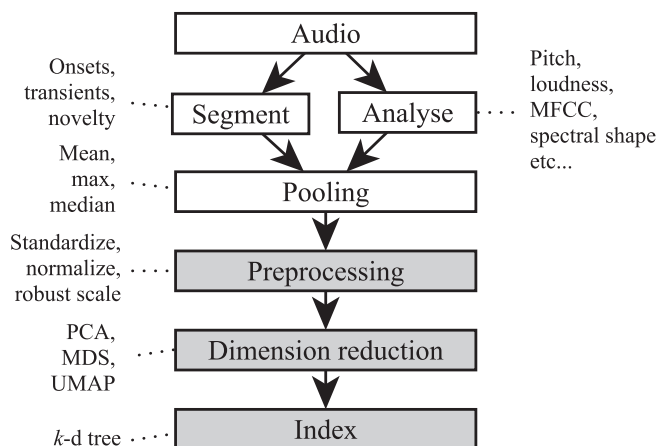 Audio
Onsets,
transients,
novelty
Segment
Analyse
Pitch,
loudness,
MFCC,
spectral shape
etc...
Mean,
max,
median
Pooling
Standardize,
normalize,
robust scale
Preprocessing
PCA,
MDS,
UMAP
Dimension reduction
k-d tree
Index